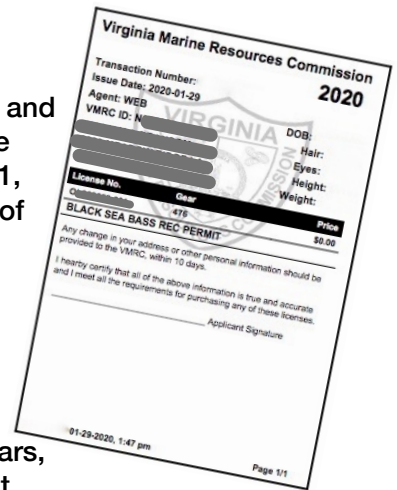 Virginia Marine Resources Commission
2020
Transaction Number:
Issue Date: 2020-01-29
Agent: WEB
VMRC ID: N
DOB:
Hair:
Eyes:
Height:
Weight:
VIRGINIA
License No. Gear Price
O 476 $0.00
BLACK SEA BASS REC PERMIT
Any change in your address or other personal information should be
provided to the VMRC, within 10 days.
I hearby certify that all of the above information is true and accurate
and I meet all the requirements for purchasing any of these licenses.
Applicant Signature
01-29-2020, 1:47 pm
Page 1/1
and
e
1,
of
ars,
t